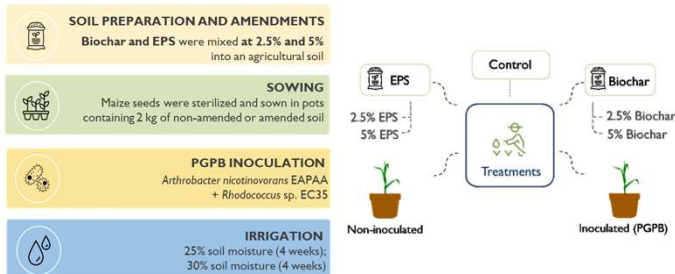 SOIL PREPARATION AND AMENDMENTS
Biochar and EPS were mixed at 2.5% and 5%
into an agricultural soil
SOWING
Maize seeds were sterilized and sown in pots
containing 2 kg of non-amended or amended soil
PGPB INOCULATION
Arthrobacter nicotinovorans EAPAA
+ Rhodococcus sp. EC35
IRRIGATION
25% soil moisture (4 weeks);
30% soil moisture (4 weeks)
Control
EPS
2.5% EPS
5% EPS
Biochar
2.5% Biochar
5% Biochar
Treatments
Non-inoculated
Inoculated (PGPB)